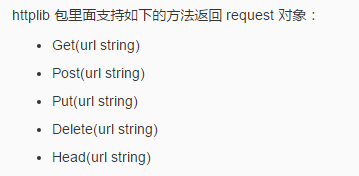 httplib 包里面支持如下的方法返回 request 对象：
• Get(url string)
• Post(url string)
• Put(url string)
• Delete(url string)
• Head(url string)